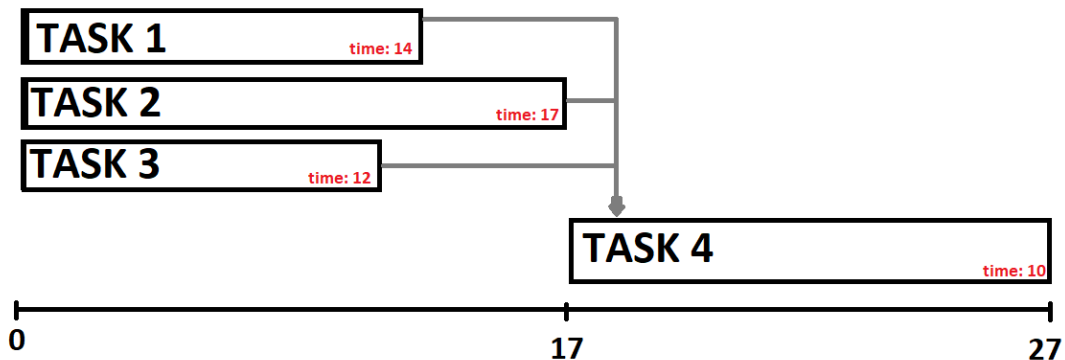 TASK 1
time: 14
TASK 2
time: 17
TASK 3
time: 12
TASK 4
time: 10
0
17
27